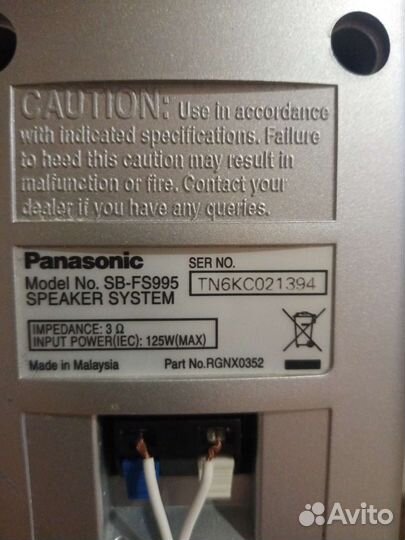 CAUTION: Use in accordance
with indicated specifications. Failure
to heed this caution may result in
malfunction or fire. Contact your
dealer if you have any queries.
Panasonic
Model No. SB-FS995
SPEAKER SYSTEM
SER NO.
TN6KC021394
IMPEDANCE: 3 Ω
INPUT POWER(IEC): 125W(MAX)
Made in Malaysia
Part No.RGNX0352
Avito